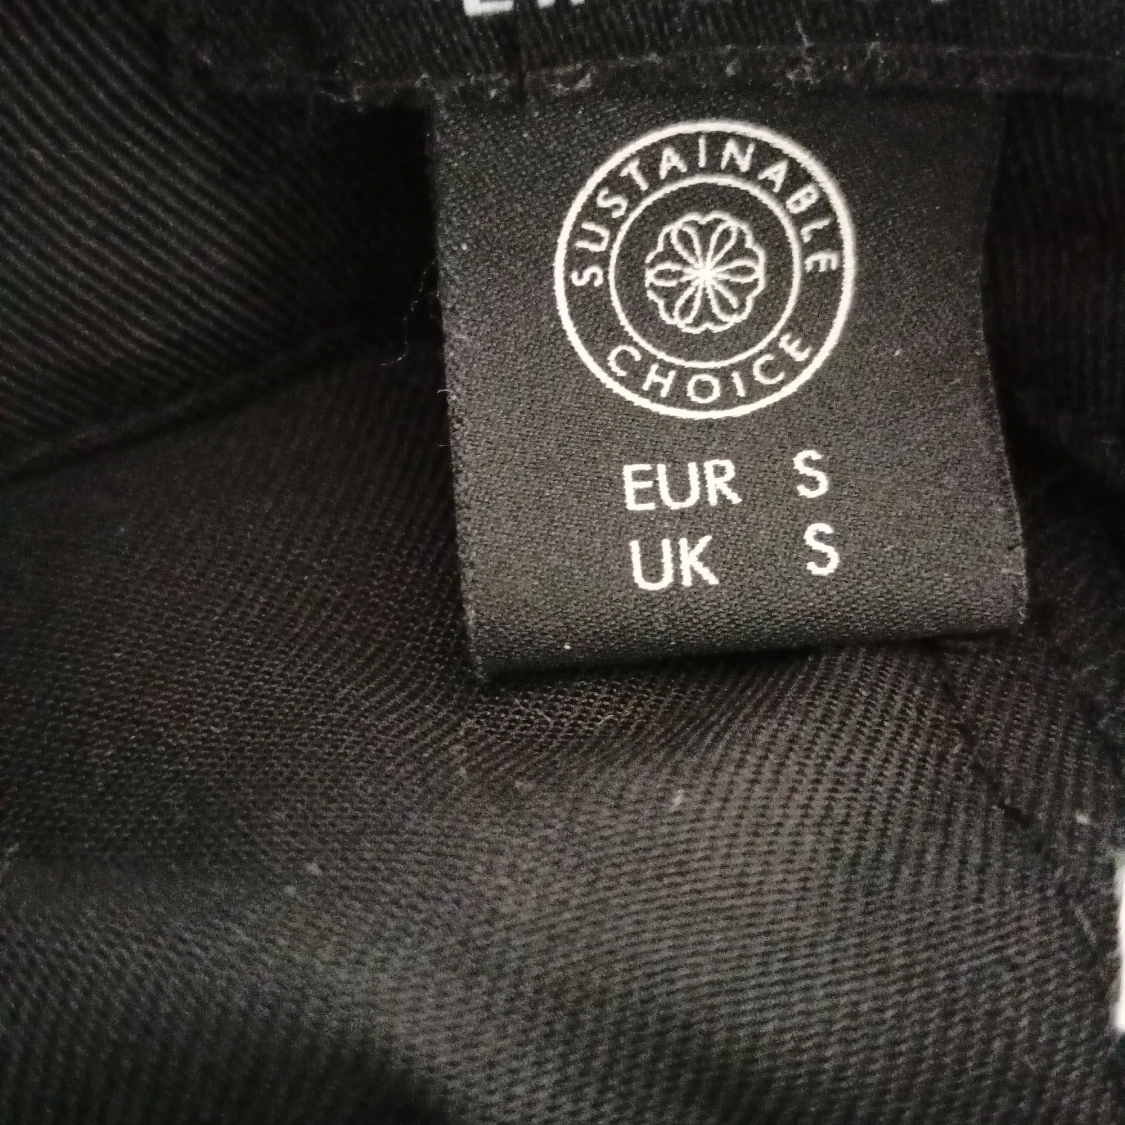 SUSTAINABLE
CHOICE
EUR S
UK S